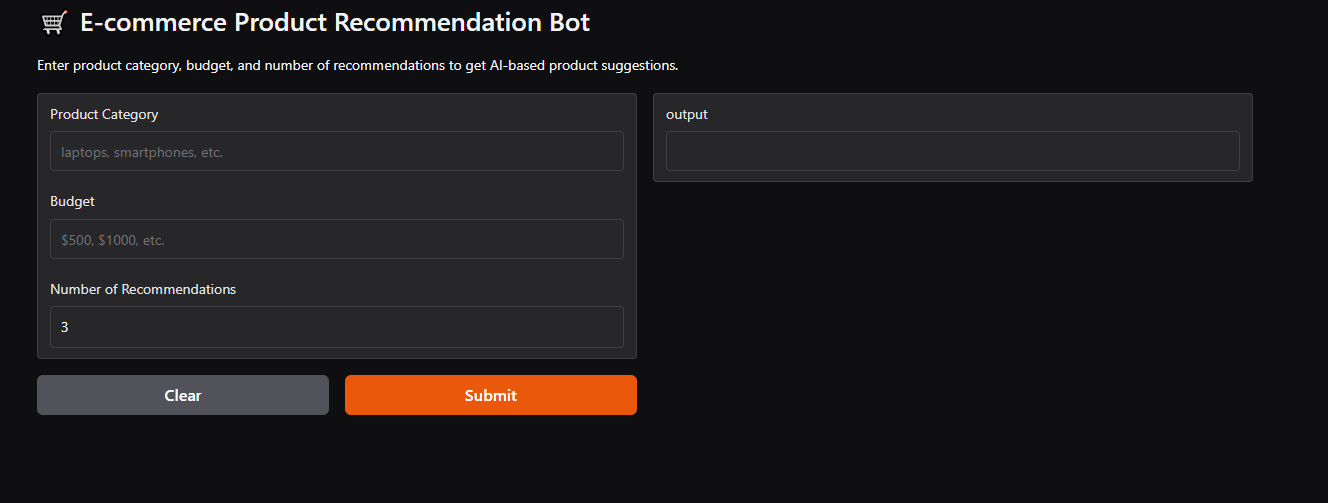 🛒 E-commerce Product Recommendation Bot
Enter product category, budget, and number of recommendations to get AI-based product suggestions.
Product Category
laptops, smartphones, etc.
Budget
$500, $1000, etc.
Number of Recommendations
3
Clear
Submit
output